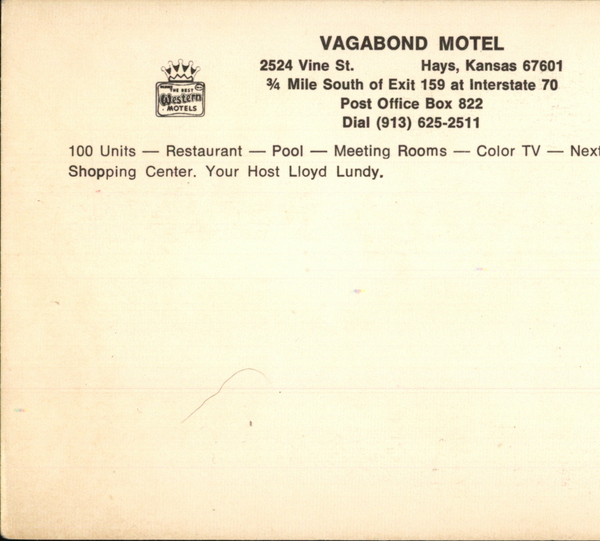 VAGABOND MOTEL
2524 Vine St. Hays, Kansas 67601
¾ Mile South of Exit 159 at Interstate 70
Post Office Box 822
Dial (913) 625-2511
THE BEST
Western
MOTELS
100 Units — Restaurant — Pool — Meeting Rooms — Color TV — Next
Shopping Center. Your Host Lloyd Lundy.